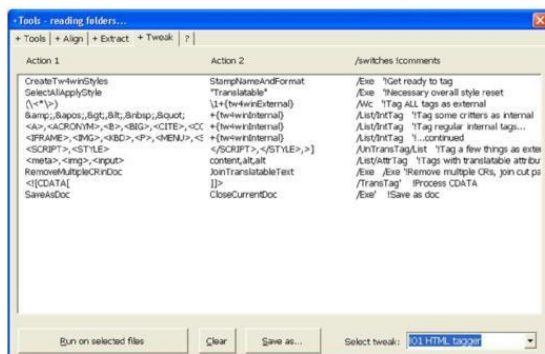 +Tools - reading folders...
+ Tools + Align + Extract + Tweak ?
Action 1 Action 2 /switches !comments
CreateTw4winStyles StampNameAndFormat /Exe !Get ready to tag
SelectAllApplyStyle "Translatable" /Exe !Necessary overall style reset
(\<*\>) \1+{tw4winExternal} /Wc !Tag ALL tags as external
&amp;,&apos,&gt;,&lt;,&nbsp;,&quot; +{tw4winInternal} /List/IntTag !Tag some critters as internal
<A>,<ACRONYM>,<B>,<BIG>,<CITE>,<CC +{tw4winInternal} /List/IntTag !Tag regular internal tags...
<IFRAME>,<IMG>,<KBD>,<P>,<MENU>,<S +{tw4winInternal} /List/IntTag !...continued
<SCRIPT>,<STYLE> </SCRIPT>,</STYLE>,>] /UnTransTag/List !Tag a few things as exter
<meta>,<img>,<input> content,alt,alt /List/AttrTag !Tags with translatable attribu
RemoveMultipleCRinDoc JoinTranslatableText /Exe /Exe !Remove multiple CRs, join cut pa
<![CDATA[ ]]> /TransTag' !Process CDATA
SaveAsDoc CloseCurrentDoc /Exe' !Save as doc
Run on selected files Clear Save as... Select tweak: I01 HTML tagger